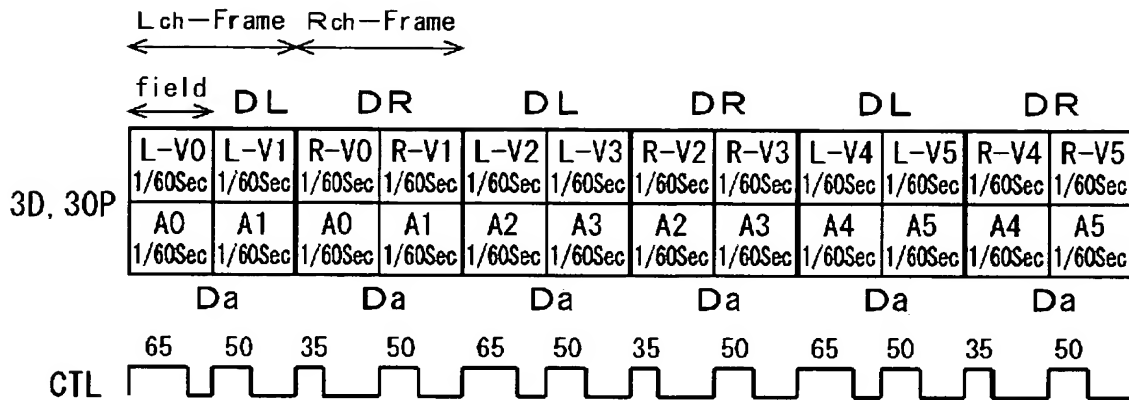 Lch-Frame Rch-Frame
field DL DR DL DR DL DR
L-V0 L-V1 R-V0 R-V1 L-V2 L-V3 R-V2 R-V3 L-V4 L-V5 R-V4 R-V5
1/60Sec 1/60Sec 1/60Sec 1/60Sec 1/60Sec 1/60Sec 1/60Sec 1/60Sec 1/60Sec 1/60Sec 1/60Sec 1/60Sec
3D, 30P
A0 A1 A0 A1 A2 A3 A2 A3 A4 A5 A4 A5
1/60Sec 1/60Sec 1/60Sec 1/60Sec 1/60Sec 1/60Sec 1/60Sec 1/60Sec 1/60Sec 1/60Sec 1/60Sec 1/60Sec
Da Da Da Da Da Da
65 50 35 50 65 50 35 50 65 50 35 50
CTL